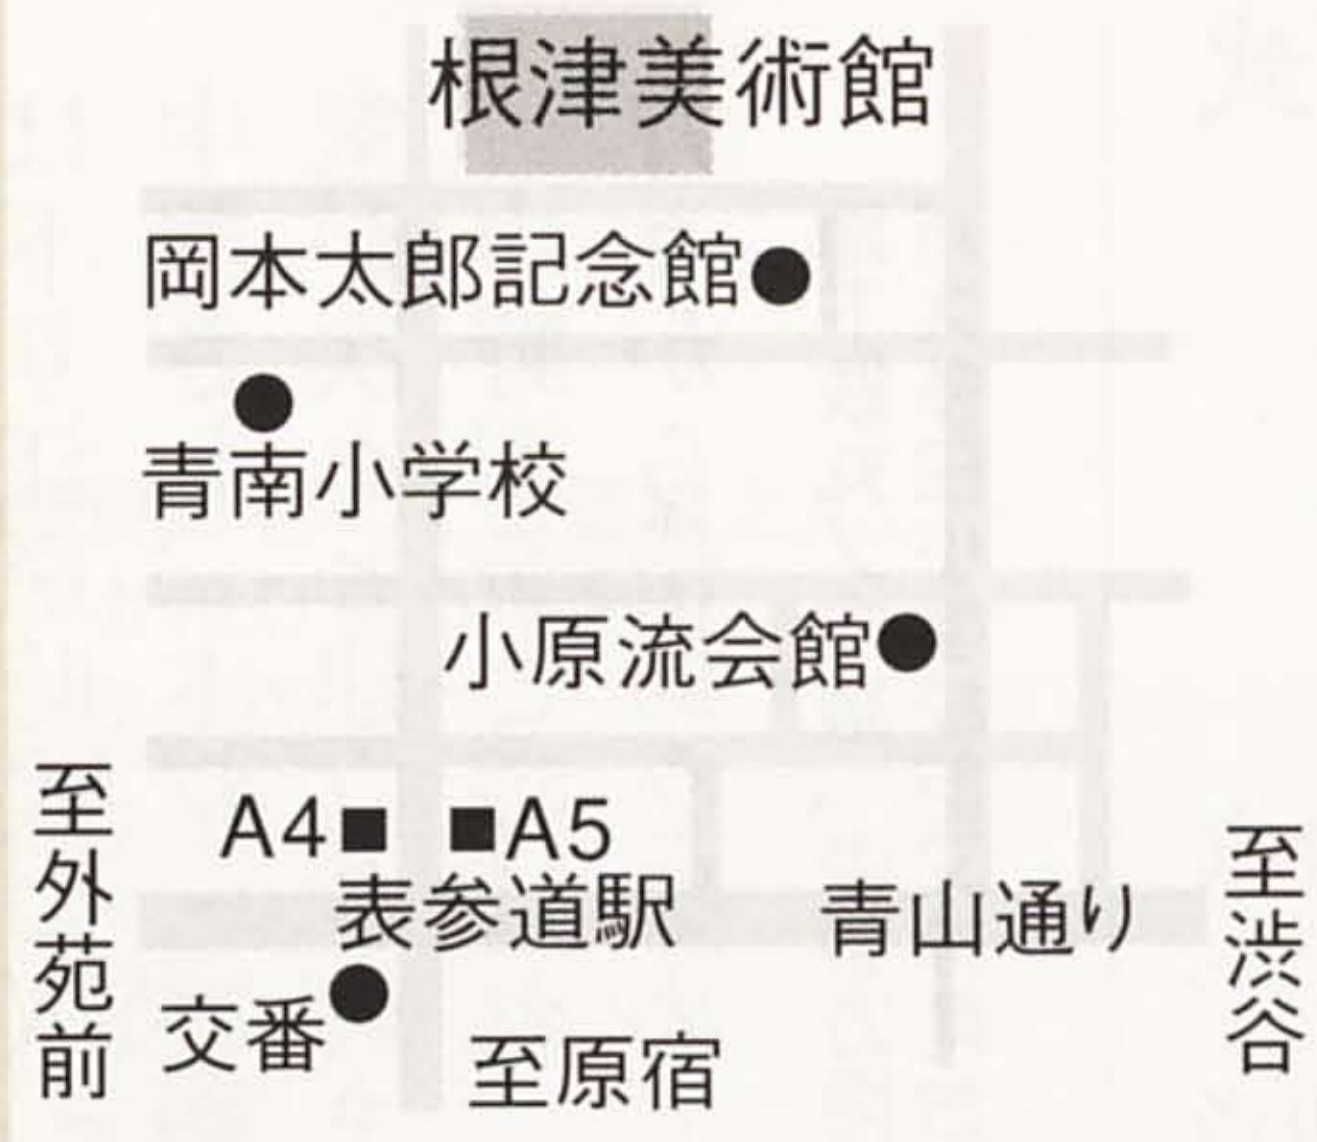 根津美術館
岡本太郎記念館
青南小学校
小原流会館
A4
A5
表参道駅
青山通り
交番
至原宿
至外苑前
至渋谷